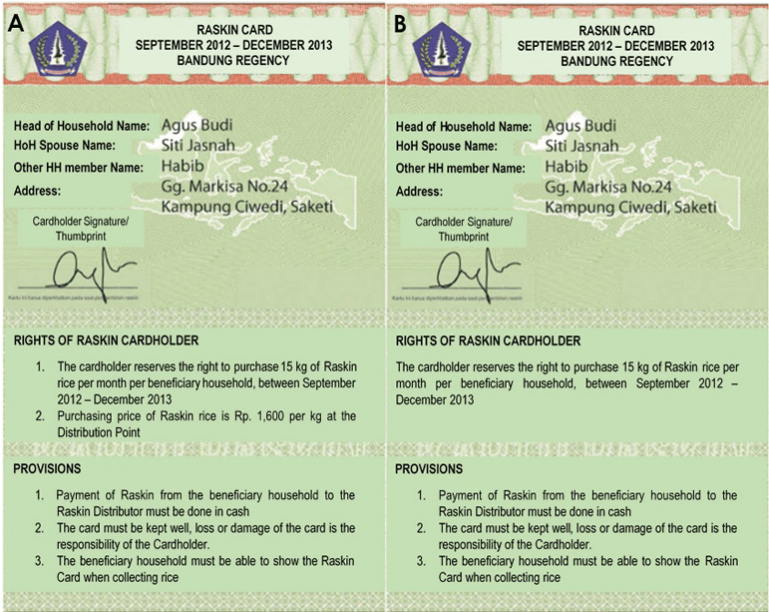 A
RASKIN CARD
SEPTEMBER 2012 – DECEMBER 2013
BANDUNG REGENCY
Head of Household Name: Agus Budi
HoH Spouse Name: Siti Jasnah
Other HH member Name: Habib
Address: Gg. Markisa No.24
Kampung Ciwedi, Saketi
Cardholder Signature/
Thumbprint
RIGHTS OF RASKIN CARDHOLDER
1. The cardholder reserves the right to purchase 15 kg of Raskin
rice per month per beneficiary household, between September
2012 – December 2013
2. Purchasing price of Raskin rice is Rp. 1,600 per kg at the
Distribution Point
PROVISIONS
1. Payment of Raskin from the beneficiary household to the
Raskin Distributor must be done in cash
2. The card must be kept well, loss or damage of the card is the
responsibility of the Cardholder.
3. The beneficiary household must be able to show the Raskin
Card when collecting rice
B
RASKIN CARD
SEPTEMBER 2012 – DECEMBER 2013
BANDUNG REGENCY
Head of Household Name: Agus Budi
HoH Spouse Name: Siti Jasnah
Other HH member Name: Habib
Address: Gg. Markisa No.24
Kampung Ciwedi, Saketi
Cardholder Signature/
Thumbprint
RIGHTS OF RASKIN CARDHOLDER
The cardholder reserves the right to purchase 15 kg of Raskin rice per
month per beneficiary household, between September 2012 –
December 2013
PROVISIONS
1. Payment of Raskin from the beneficiary household to the
Raskin Distributor must be done in cash
2. The card must be kept well, loss or damage of the card is the
responsibility of the Cardholder.
3. The beneficiary household must be able to show the Raskin
Card when collecting rice